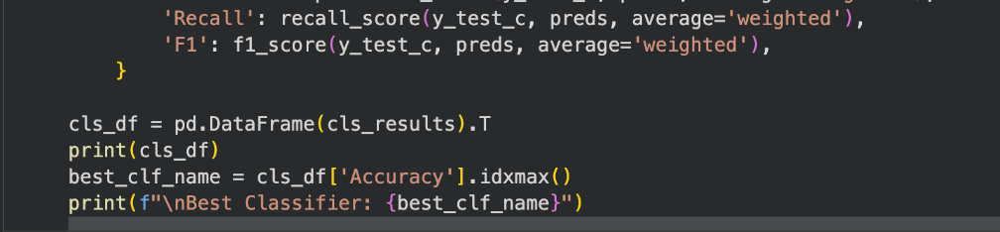 'Recall': recall_score(y_test_c, preds, average='weighted'),
'F1': f1_score(y_test_c, preds, average='weighted'),
}
cls_df = pd.DataFrame(cls_results).T
print(cls_df)
best_clf_name = cls_df['Accuracy'].idxmax()
print(f"\nBest Classifier: {best_clf_name}")